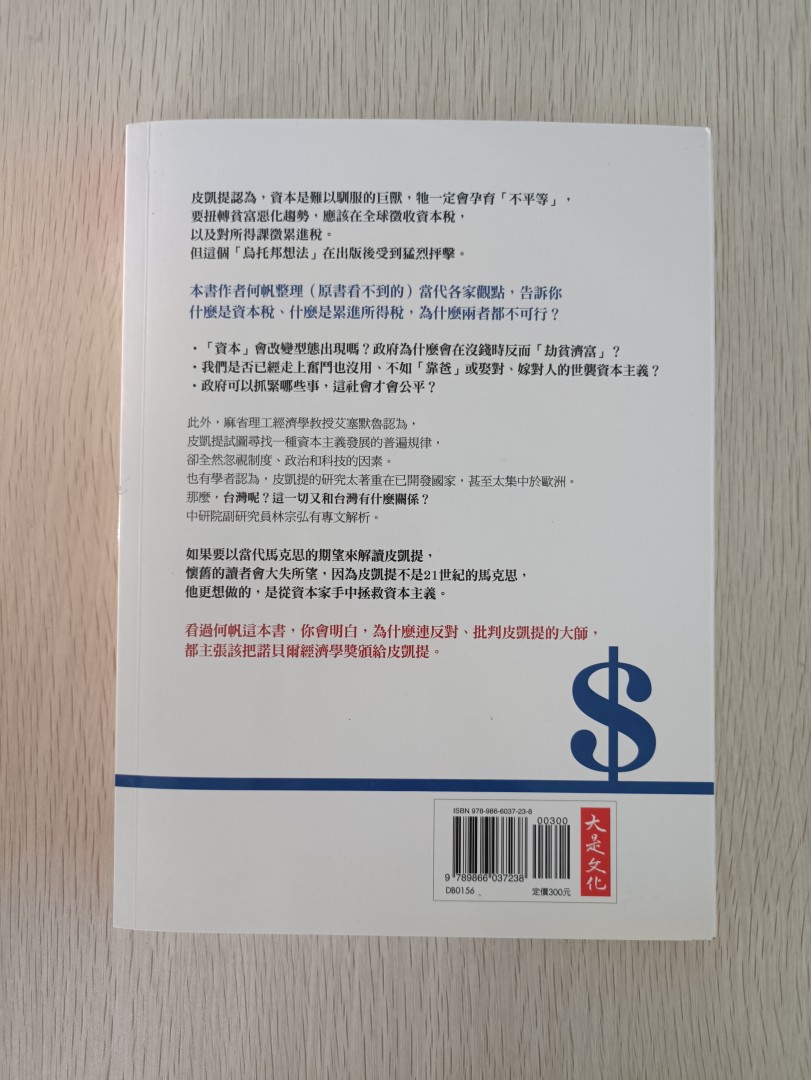 皮凱提認為，資本是難以馴服的巨獸，牠一定會孕育「不平等」，
要扭轉貧富惡化趨勢，應該在全球徵收資本稅，
以及對所得課徵累進稅。
但這個「烏托邦想法」在出版後受到猛烈抨擊。
本書作者何帆整理（原書看不到的）當代各家觀點，告訴你
什麼是資本稅、什麼是累進所得稅，為什麼兩者都不可行？
・「資本」會改變型態出現嗎？政府為什麼會在沒錢時反而「劫貧濟富」？
・我們是否已經走上奮鬥也沒用、不如「靠爸」或娶對、嫁對人的世襲資本主義？
・政府可以抓緊哪些事，這社會才會公平？
此外，麻省理工經濟學教授艾塞默魯認為，
皮凱提試圖尋找一種資本主義發展的普遍規律，
卻全然忽視制度、政治和科技的因素。
也有學者認為，皮凱提的研究太著重在已開發國家，甚至太集中於歐洲。
那麼，台灣呢？這一切又和台灣有什麼關係？
中研院副研究員林宗弘有專文解析。
如果要以當代馬克思的期望來解讀皮凱提，
懷舊的讀者會大失所望，因為皮凱提不是21世紀的馬克思，
他更想做的，是從資本家手中拯救資本主義。
看過何帆這本書，你會明白，為什麼連反對、批判皮凱提的大師，
都主張該把諾貝爾經濟學獎頒給皮凱提。
$
ISBN 978-986-6037-23-8
00300
9 789866 037238
DB0156
定價300元
大是文化